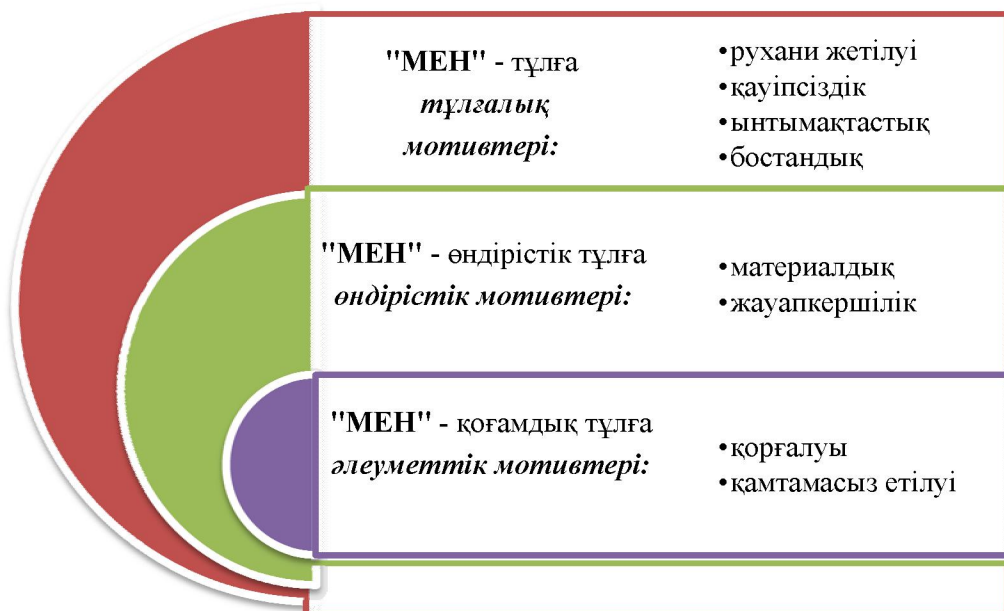 "МЕН" - тұлға
тұлғалық
мотивтері:
•рухани жетілуі
•қауіпсіздік
•ынтымақтастық
•бостандық
"МЕН" - өндірістік тұлға
өндірістік мотивтері:
•материалдық
•жауапкершілік
"МЕН" - қоғамдық тұлға
әлеуметтік мотивтері:
•қорғалуы
•қамтамасыз етілуі